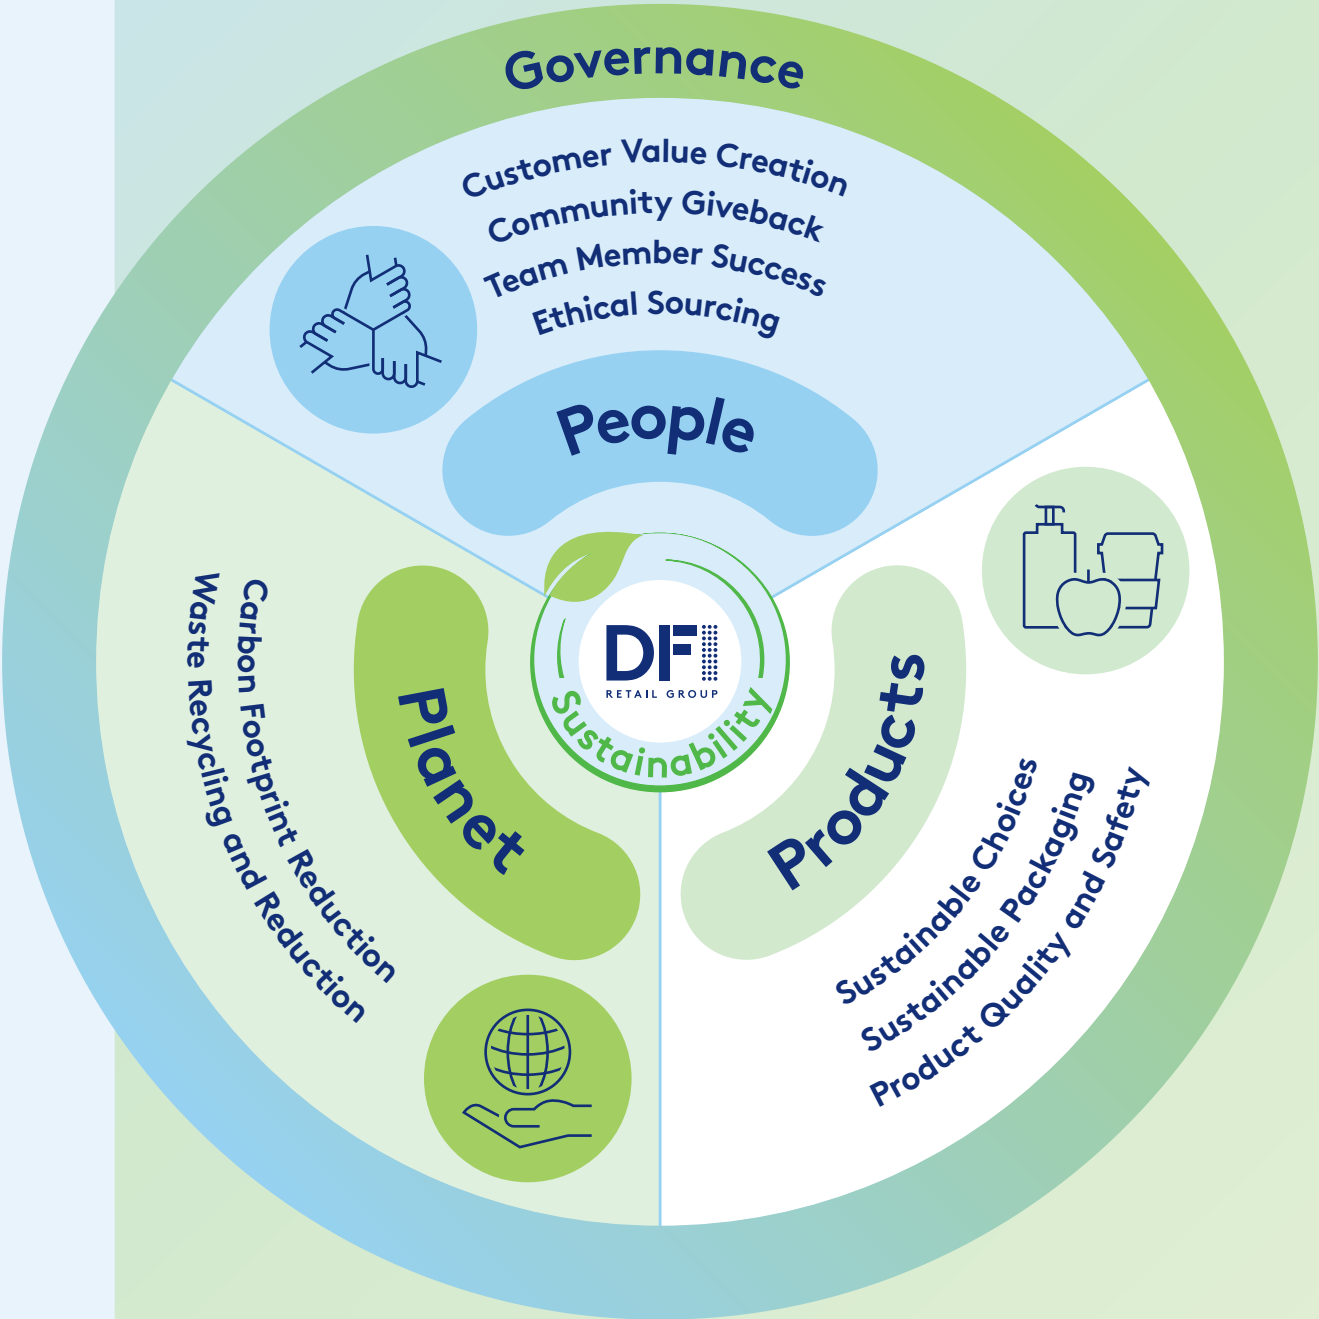 Governance
Customer Value Creation
Community Giveback
Team Member Success
Ethical Sourcing
People
DFI
RETAIL GROUP
Sustainability
Planet
Carbon Footprint Reduction
Waste Recycling and Reduction
Products
Sustainable Choices
Sustainable Packaging
Product Quality and Safety